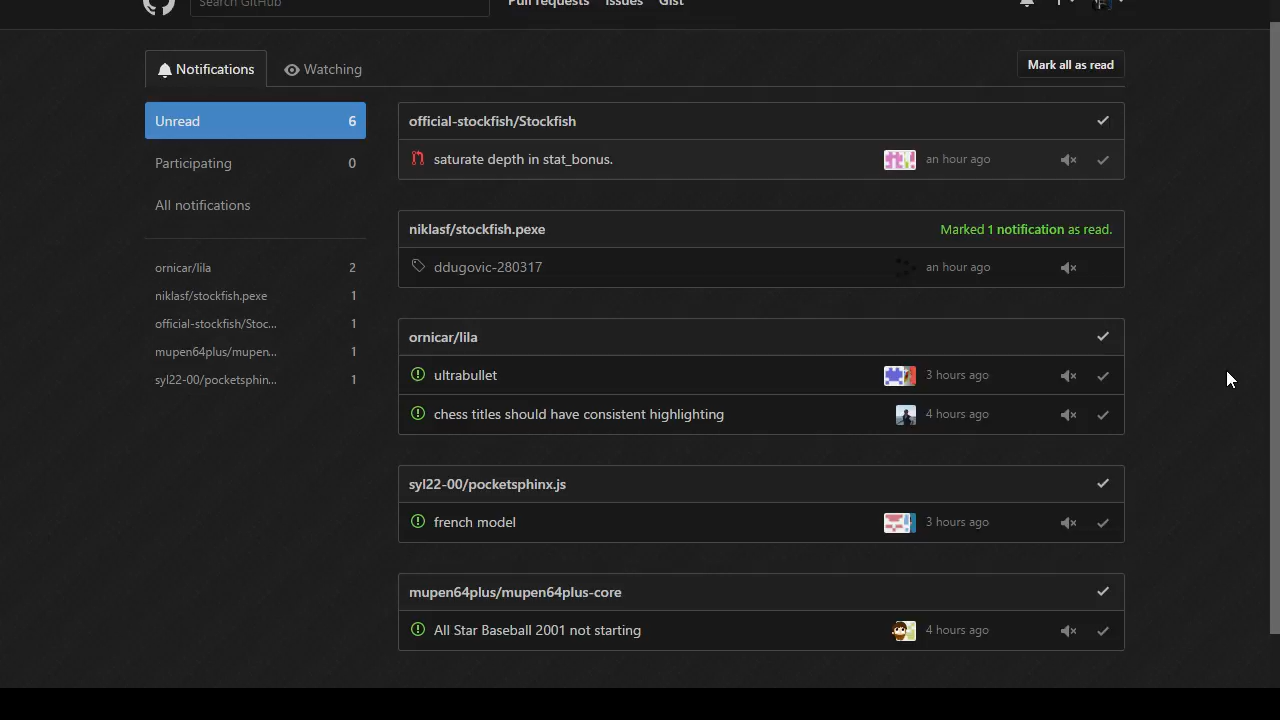 Search GitHub Pull requests Issues Gist
Notifications Watching Mark all as read
Unread 6
Participating 0
All notifications
ornicar/lila 2
niklasf/stockfish.pexe 1
official-stockfish/Stoc... 1
mupen64plus/mupen... 1
syl22-00/pocketsphin... 1
official-stockfish/Stockfish
saturate depth in stat_bonus. an hour ago
niklasf/stockfish.pexe Marked 1 notification as read.
ddugovic-280317 an hour ago
ornicar/lila
ultrabullet 3 hours ago
chess titles should have consistent highlighting 4 hours ago
syl22-00/pocketsphinx.js
french model 3 hours ago
mupen64plus/mupen64plus-core
All Star Baseball 2001 not starting 4 hours ago